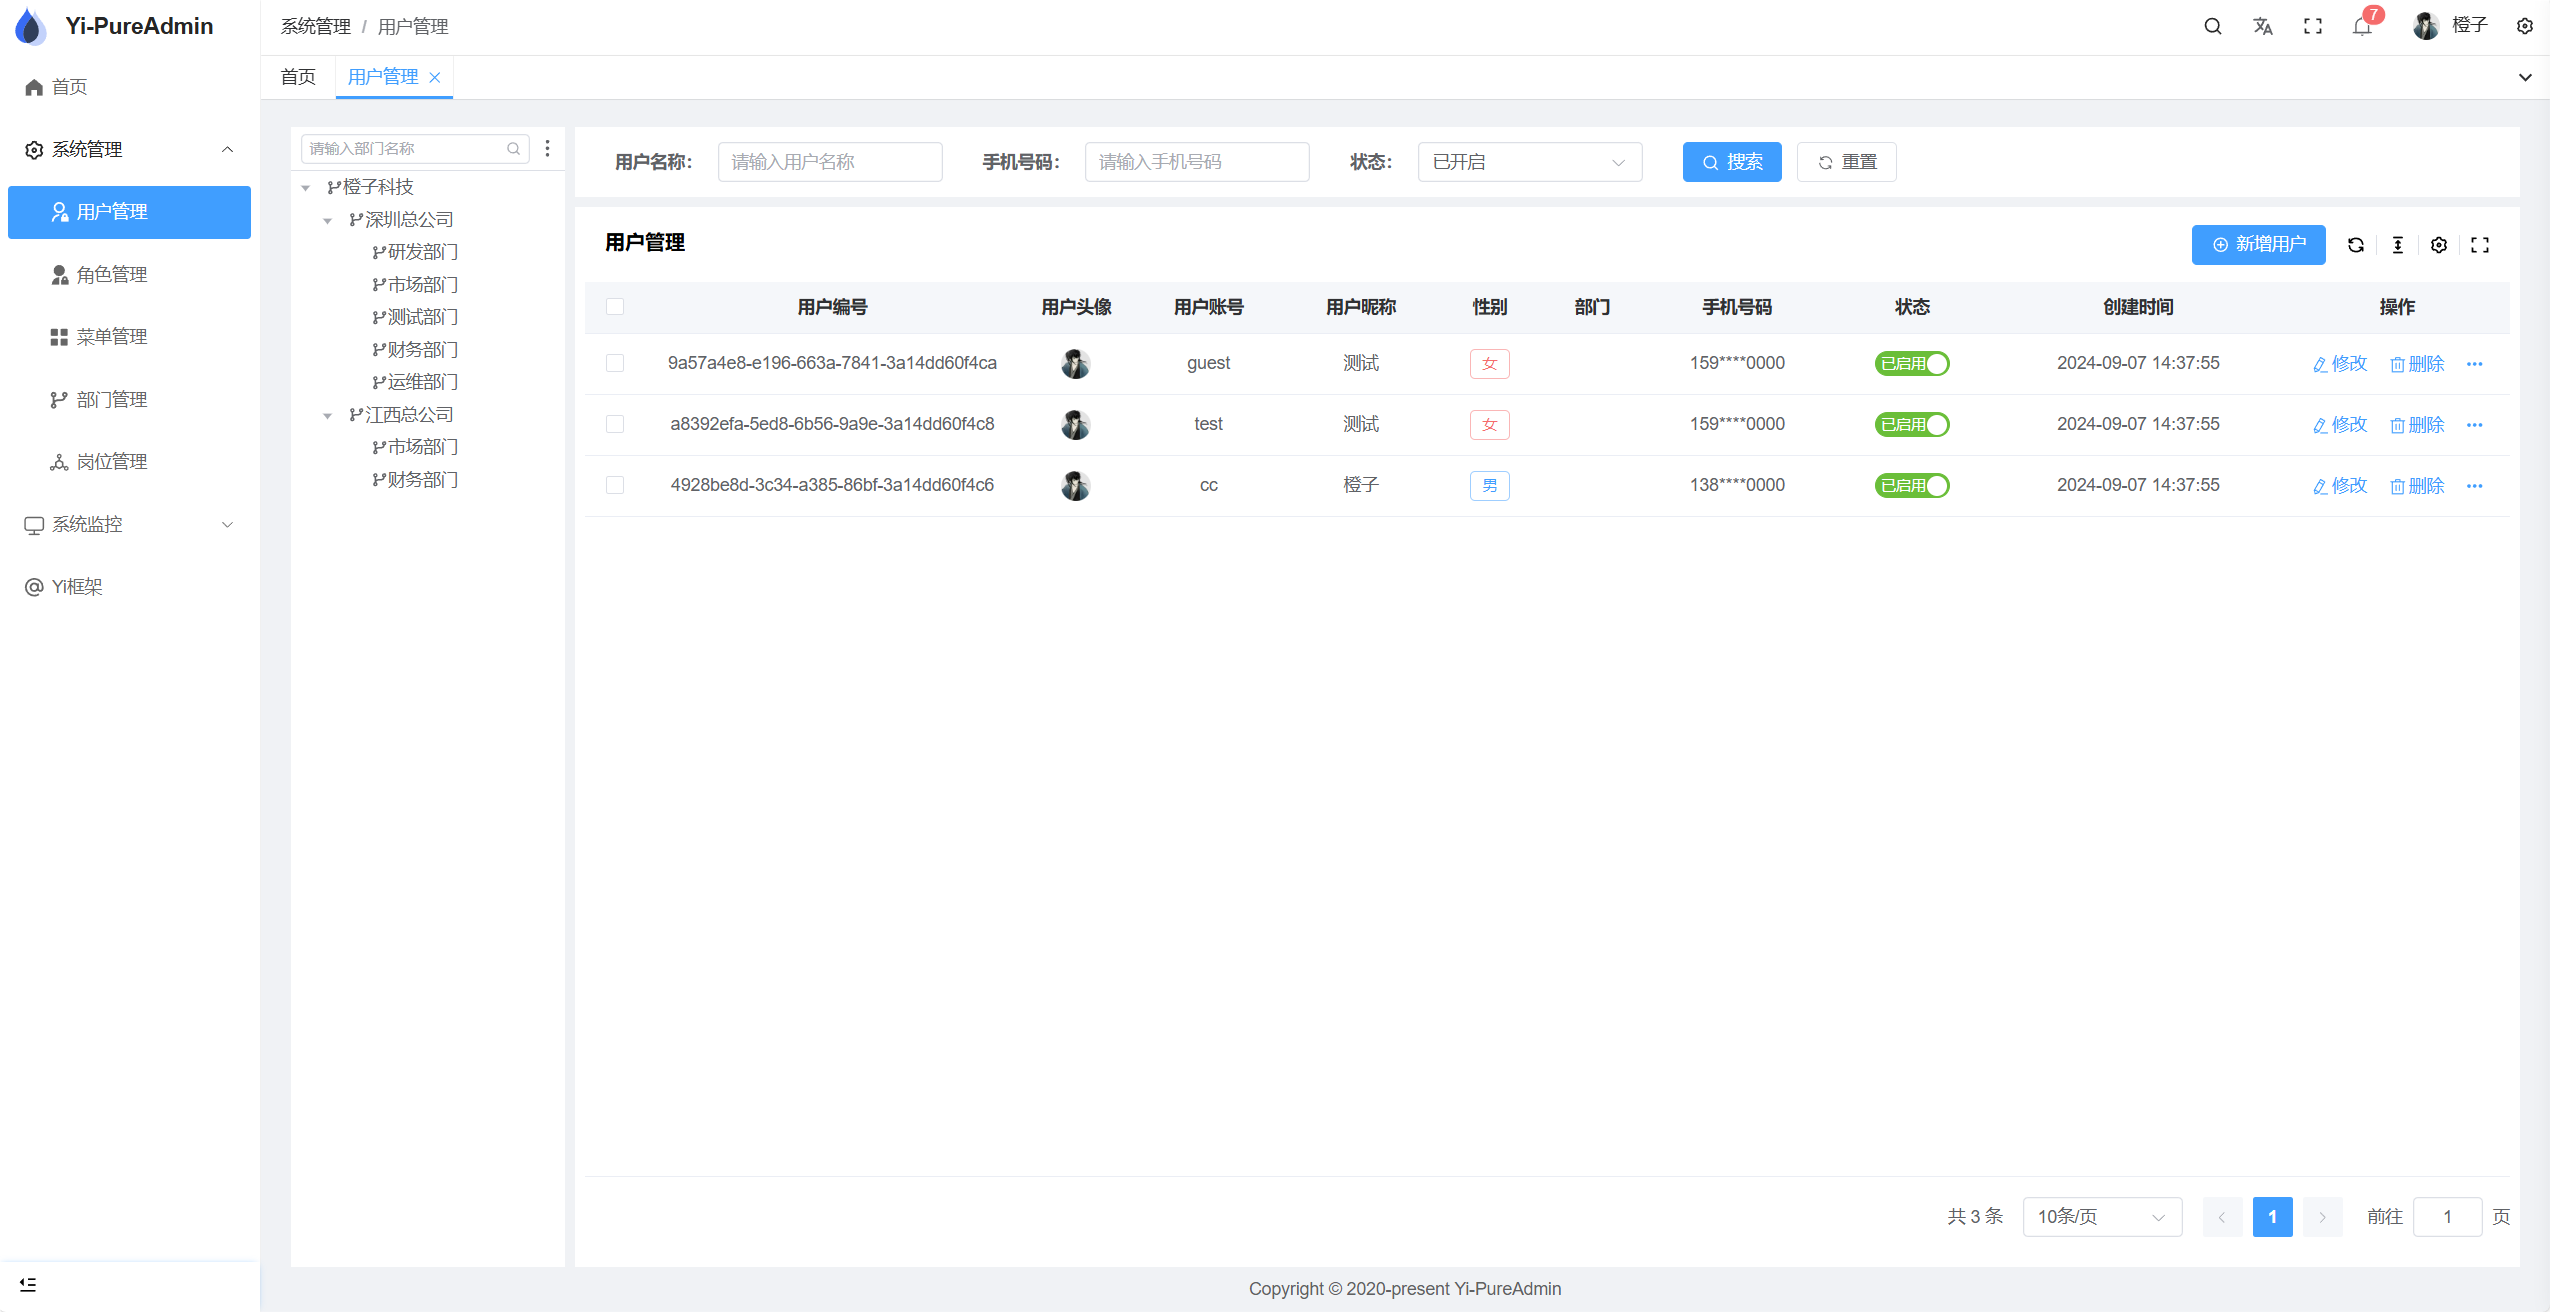 Yi-PureAdmin
首页
系统管理
用户管理
角色管理
菜单管理
部门管理
岗位管理
系统监控
Yi框架
系统管理 / 用户管理
7
橙子
首页 用户管理
请输入部门名称
橙子科技
深圳总公司
研发部门
市场部门
测试部门
财务部门
运维部门
江西总公司
市场部门
财务部门
用户名称: 请输入用户名称 手机号码: 请输入手机号码 状态: 已开启 搜索 重置
用户管理 新增用户
用户编号 用户头像 用户账号 用户昵称 性别 部门 手机号码 状态 创建时间 操作
9a57a4e8-e196-663a-7841-3a14dd60f4ca guest 测试 女 159****0000 已启用 2024-09-07 14:37:55 修改 删除
a8392efa-5ed8-6b56-9a9e-3a14dd60f4c8 test 测试 女 159****0000 已启用 2024-09-07 14:37:55 修改 删除
4928be8d-3c34-a385-86bf-3a14dd60f4c6 cc 橙子 男 138****0000 已启用 2024-09-07 14:37:55 修改 删除
共 3 条 10条/页 1 前往 1 页
Copyright © 2020-present Yi-PureAdmin